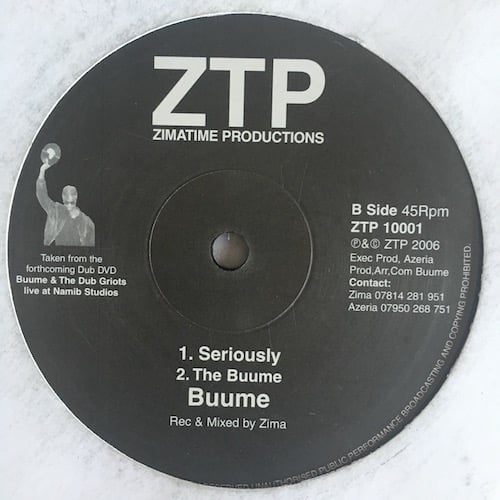 ZTP
ZIMATIME PRODUCTIONS
Taken from the
forthcoming Dub DVD
Buume & The Dub Griots
live at Namib Studios
B Side 45Rpm
ZTP 10001
℗&© ZTP 2006
Exec Prod, Azeria
Prod,Arr.Com Buume
Contact:
Zima 07814 281 951
Azeria 07950 268 751
1. Seriously
2. The Buume
Buume
Rec & Mixed by Zima
RESERVED UNAUTHORISED PUBLIC PERFORMANCE BROADCASTING AND COPYING PROHIBITED.